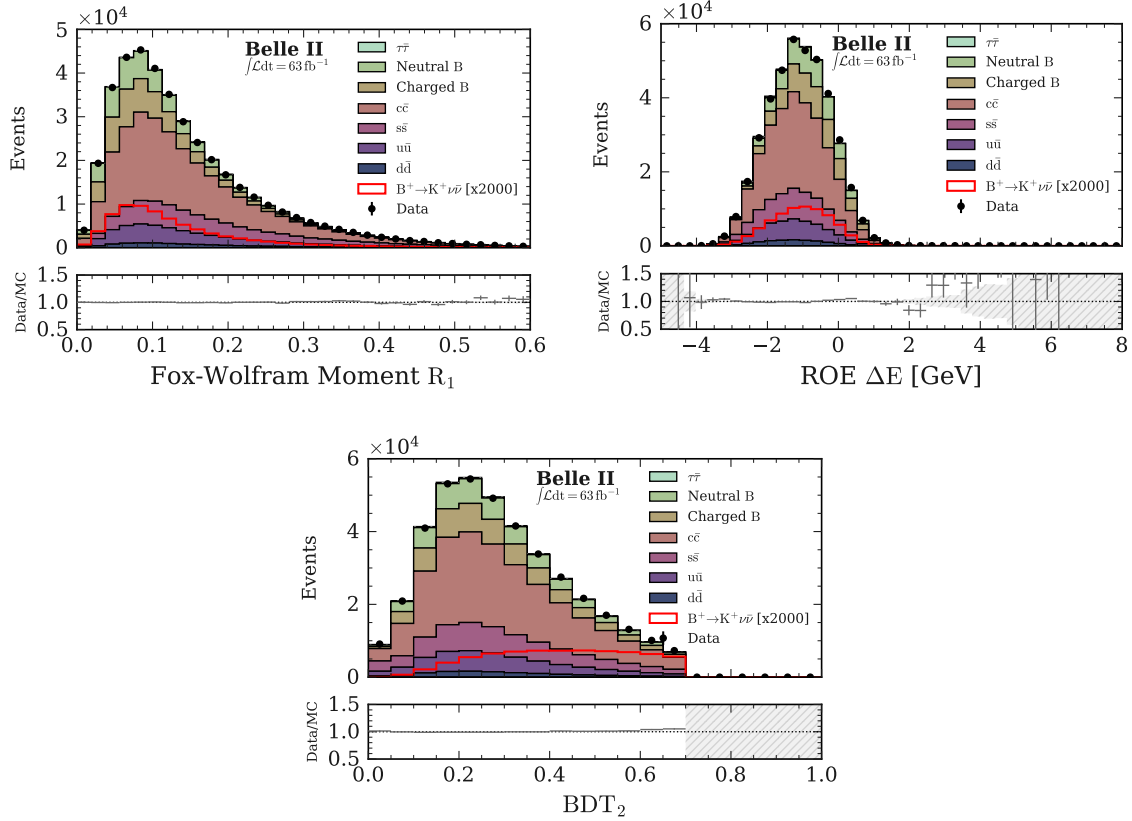 ×10⁴
5
4
3
2
1
0
Events
Belle II
∫ℒdt = 63 fb⁻¹
ττ̄
Neutral B
Charged B
cc̄
ss̄
uū
dd̄
B⁺→K⁺νν̄ [x2000]
Data
1.5
1.0
0.5
Data/MC
0.0 0.1 0.2 0.3 0.4 0.5 0.6
Fox-Wolfram Moment R₁
×10⁴
6
4
2
0
Events
Belle II
∫ℒdt = 63 fb⁻¹
ττ̄
Neutral B
Charged B
cc̄
ss̄
uū
dd̄
B⁺→K⁺νν̄ [x2000]
Data
1.5
1.0
0.5
Data/MC
−4 −2 0 2 4 6 8
ROE ΔE [GeV]
×10⁴
6
4
2
0
Events
Belle II
∫ℒdt = 63 fb⁻¹
ττ̄
Neutral B
Charged B
cc̄
ss̄
uū
dd̄
B⁺→K⁺νν̄ [x2000]
Data
1.5
1.0
0.5
Data/MC
0.0 0.2 0.4 0.6 0.8 1.0
BDT₂